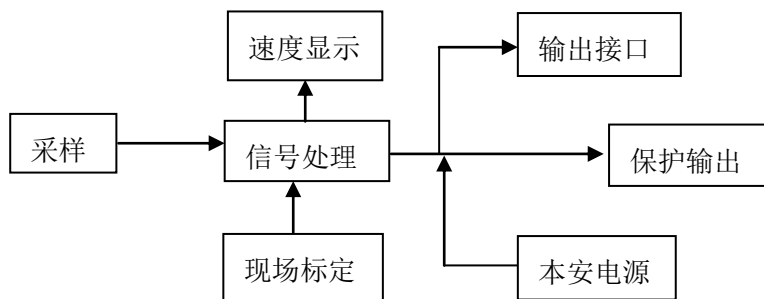 速度显示
输出接口
采样
信号处理
保护输出
现场标定
本安电源